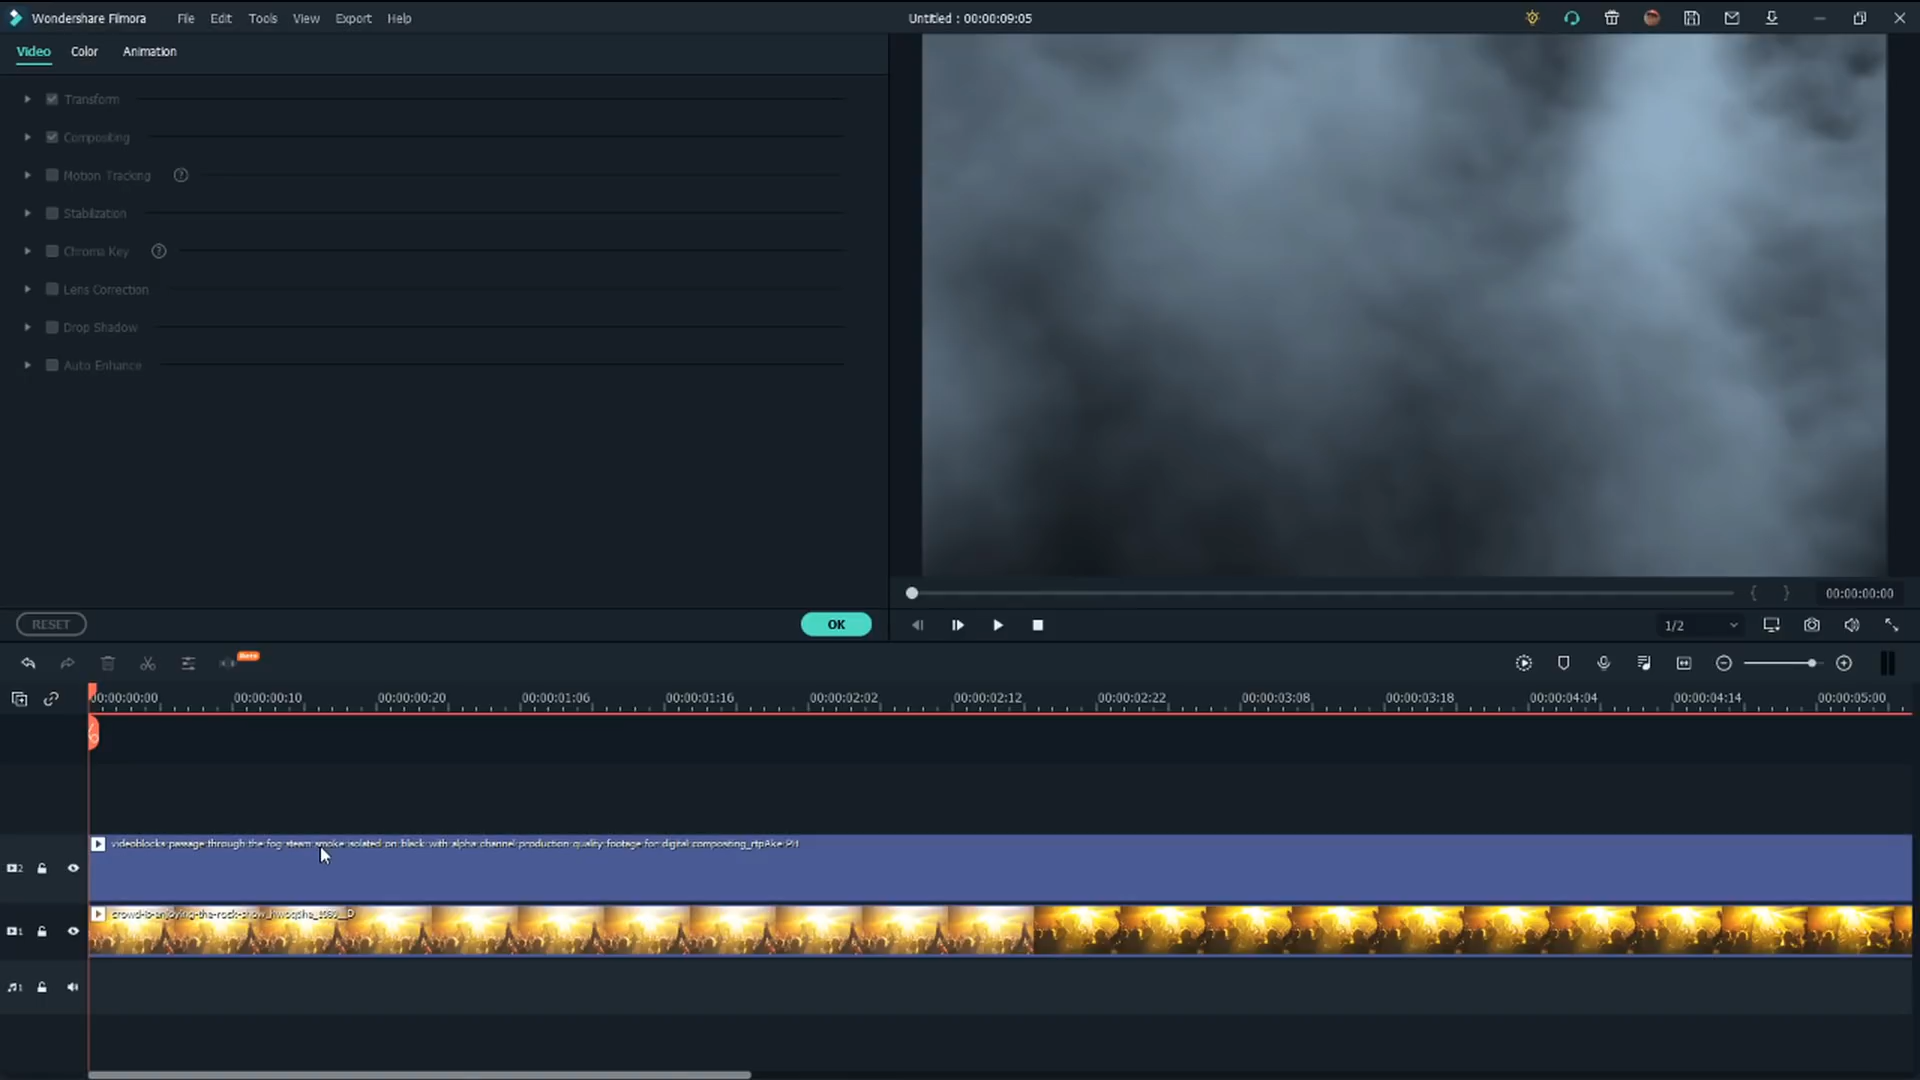 Wondershare Filmora File Edit Tools View Export Help Untitled : 00:00:09:05
Video Color Animation
Transform
Compositing
Motion Tracking ?
Stabilization
Chroma Key ?
Lens Correction
Drop Shadow
Auto Enhance
00:00:00:00
RESET OK 1/2
Beta
00:00:00:00 00:00:00:10 00:00:00:20 00:00:01:06 00:00:01:16 00:00:02:02 00:00:02:12 00:00:02:22 00:00:03:08 00:00:03:18 00:00:04:04 00:00:04:14 00:00:05:00
videoblocks passage through the fog steam smoke isolated on black with alpha channel production quality footage for digital compositing_rtpAke PH
2
crowd-is-enjoying-the-rock-show
1
1